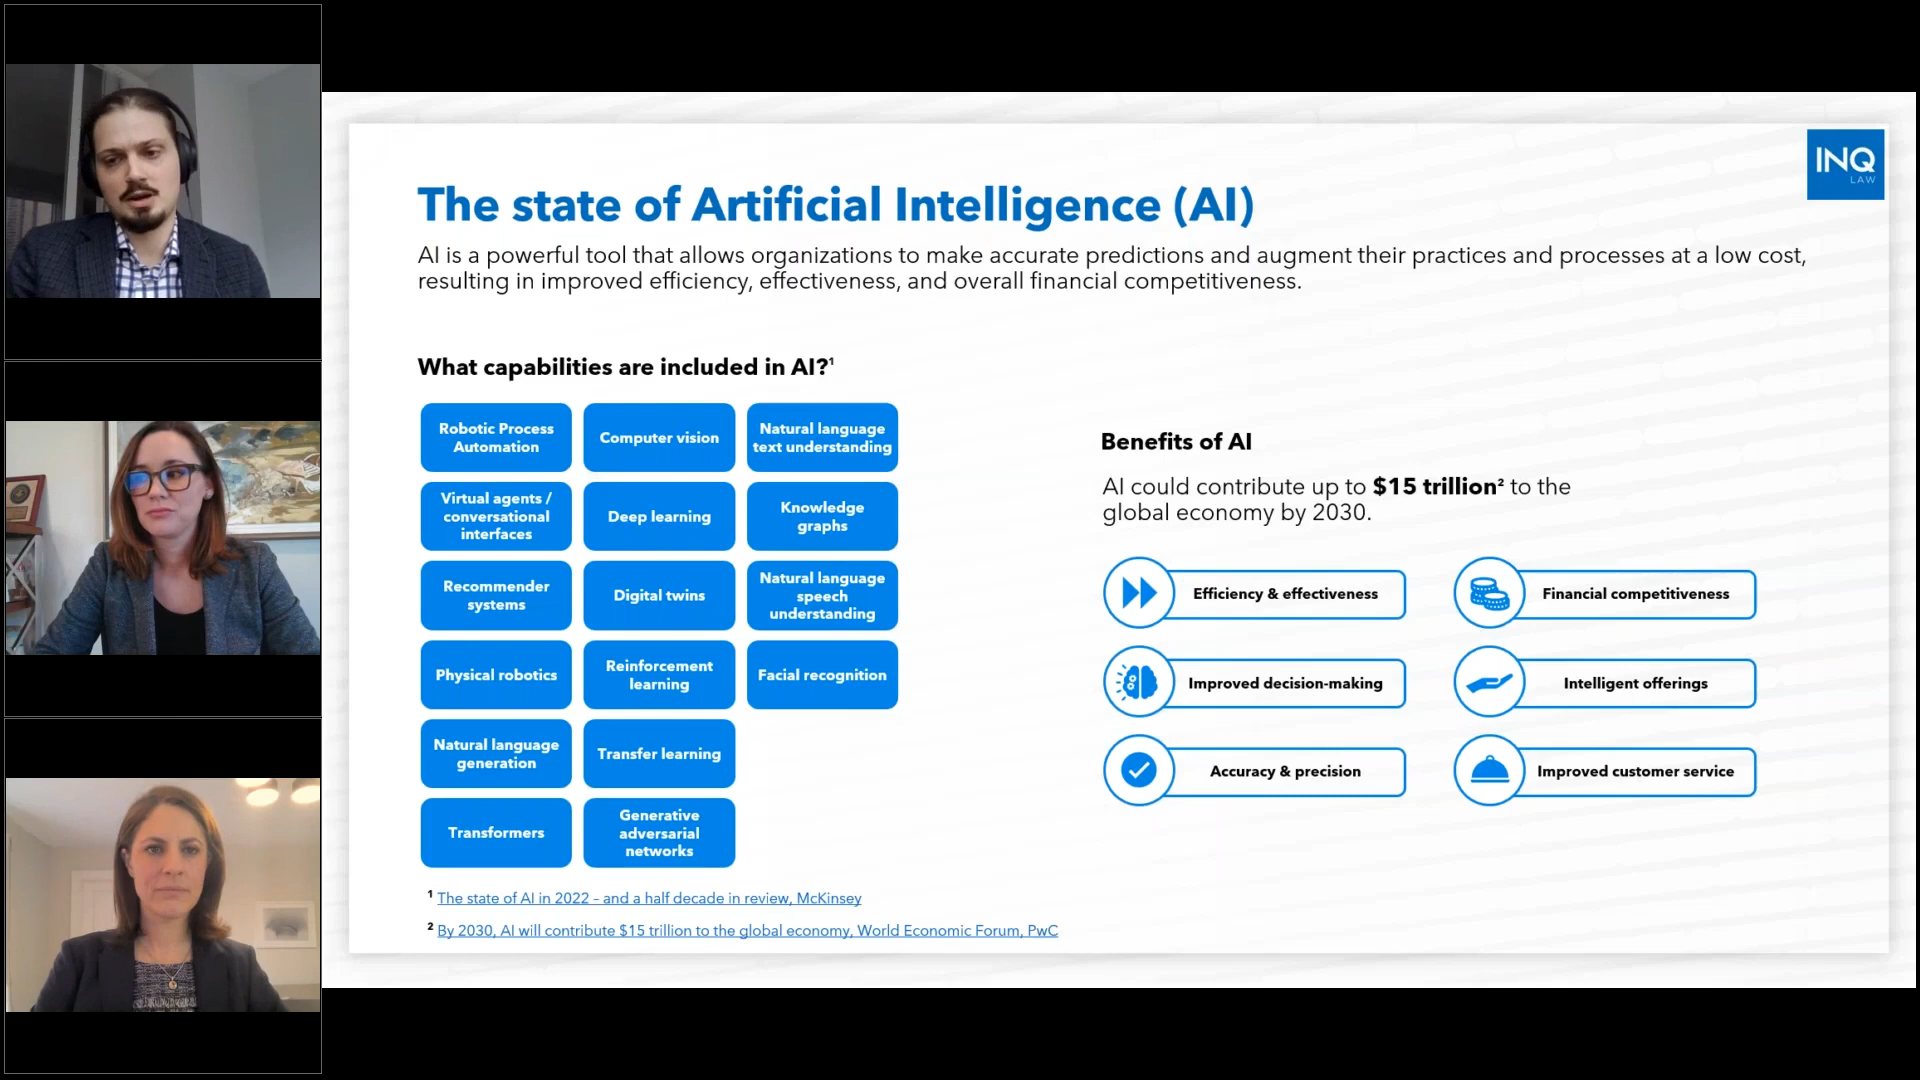 INQ
LAW
The state of Artificial Intelligence (AI)
AI is a powerful tool that allows organizations to make accurate predictions and augment their practices and processes at a low cost,
resulting in improved efficiency, effectiveness, and overall financial competitiveness.
What capabilities are included in AI?¹
Robotic Process
Automation
Computer vision
Natural language
text understanding
Virtual agents /
conversational
interfaces
Deep learning
Knowledge
graphs
Recommender
systems
Digital twins
Natural language
speech
understanding
Physical robotics
Reinforcement
learning
Facial recognition
Natural language
generation
Transfer learning
Transformers
Generative
adversarial
networks
Benefits of AI
AI could contribute up to $15 trillion² to the
global economy by 2030.
Efficiency & effectiveness
Financial competitiveness
Improved decision-making
Intelligent offerings
Accuracy & precision
Improved customer service
¹ The state of AI in 2022 – and a half decade in review, McKinsey
² By 2030, AI will contribute $15 trillion to the global economy, World Economic Forum, PwC